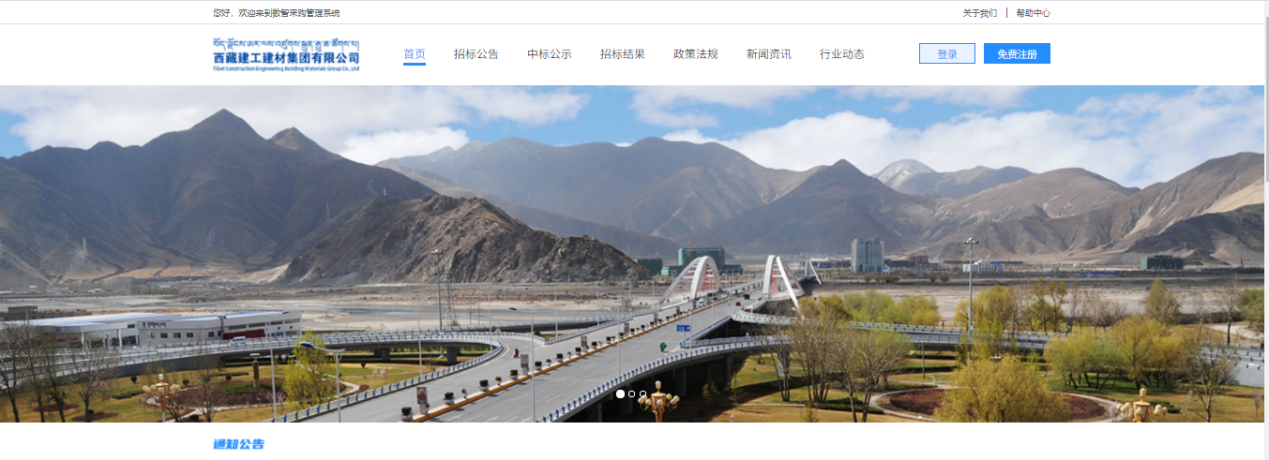 您好，欢迎来到数智采购管理系统
关于我们 | 帮助中心
西藏建工建材集团有限公司
Tibet Construction Engineering Building Materials Group Co., Ltd
首页 招标公告 中标公示 招标结果 政策法规 新闻资讯 行业动态 登录 免费注册
通知公告